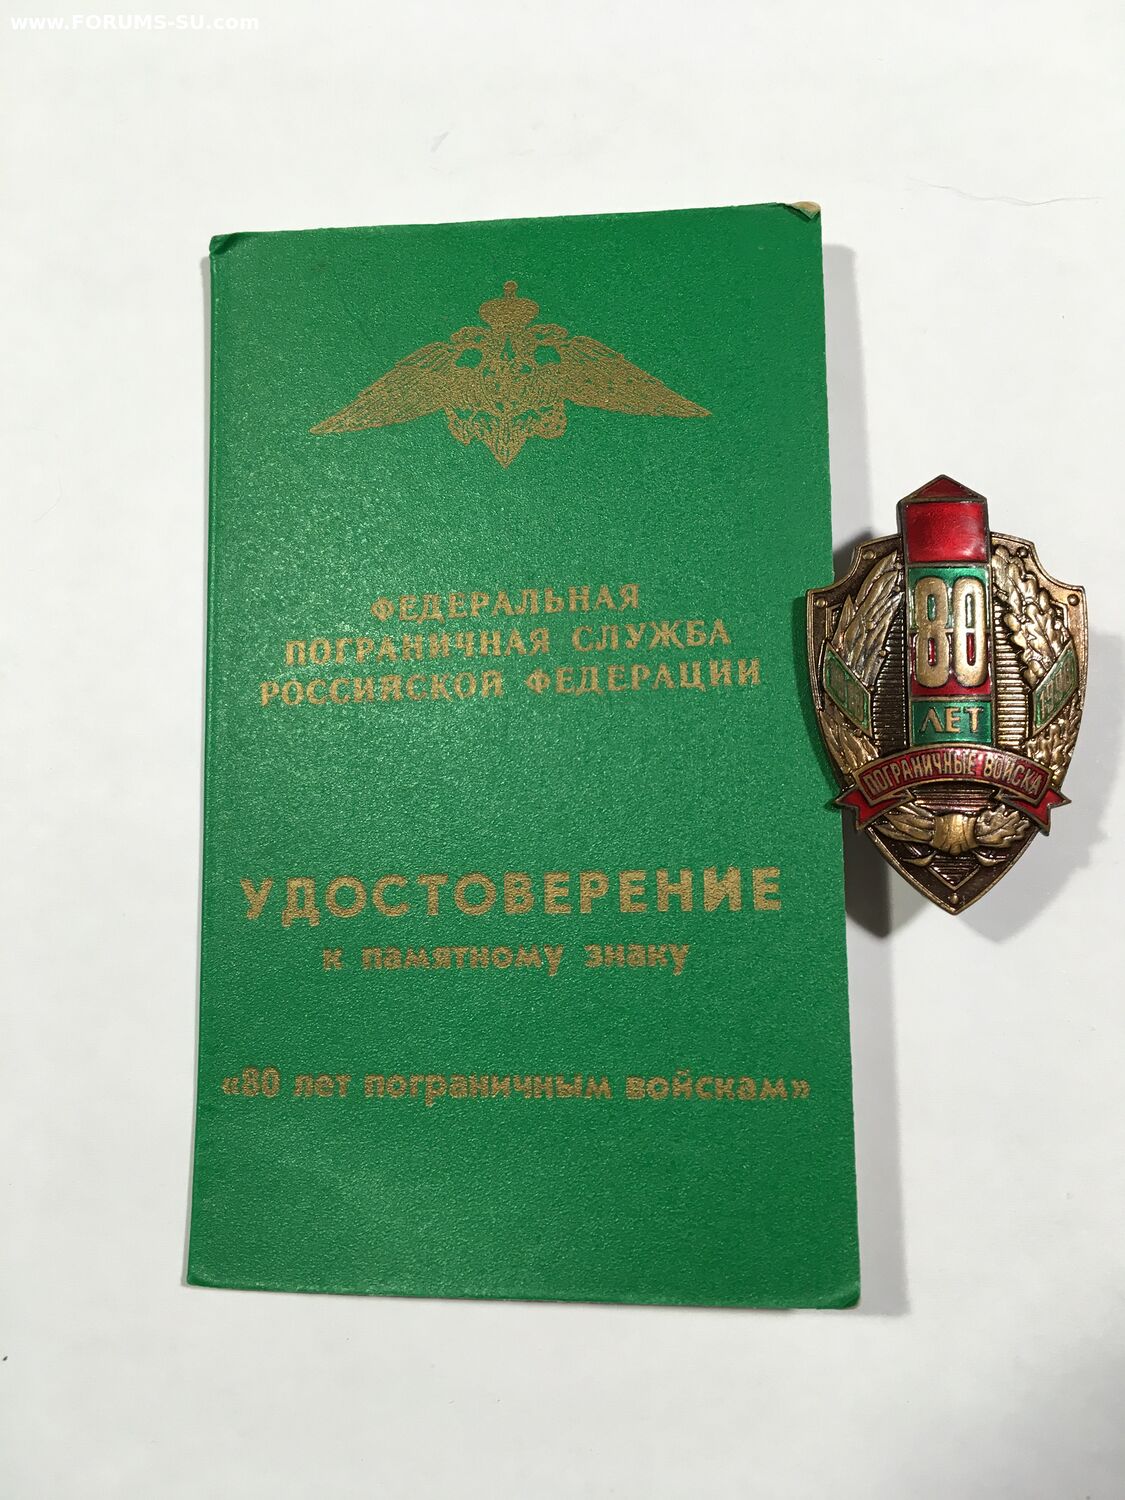 www.FORUMS-SU.com
ФЕДЕРАЛЬНАЯ
ПОГРАНИЧНАЯ СЛУЖБА
РОССИЙСКОЙ ФЕДЕРАЦИИ
УДОСТОВЕРЕНИЕ
к памятному знаку
«80 лет пограничным войскам»
80
ЛЕТ
ПОГРАНИЧНЫЕ ВОЙСКА